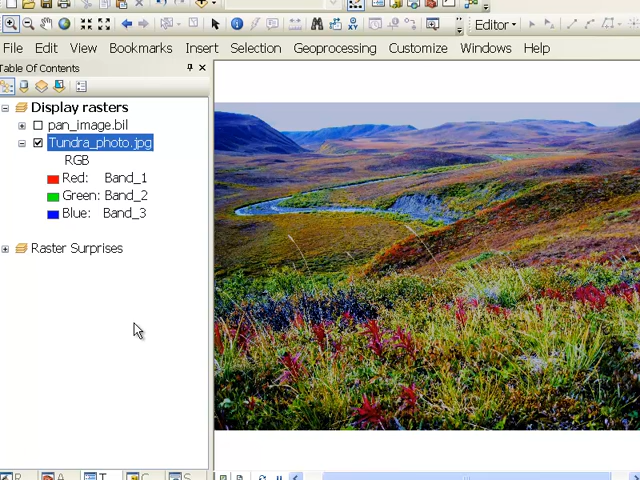 Editor
File Edit View Bookmarks Insert Selection Geoprocessing Customize Windows Help
Table Of Contents
Display rasters
pan_image.bil
Tundra_photo.jpg
RGB
Red: Band_1
Green: Band_2
Blue: Band_3
Raster Surprises
R A T C S